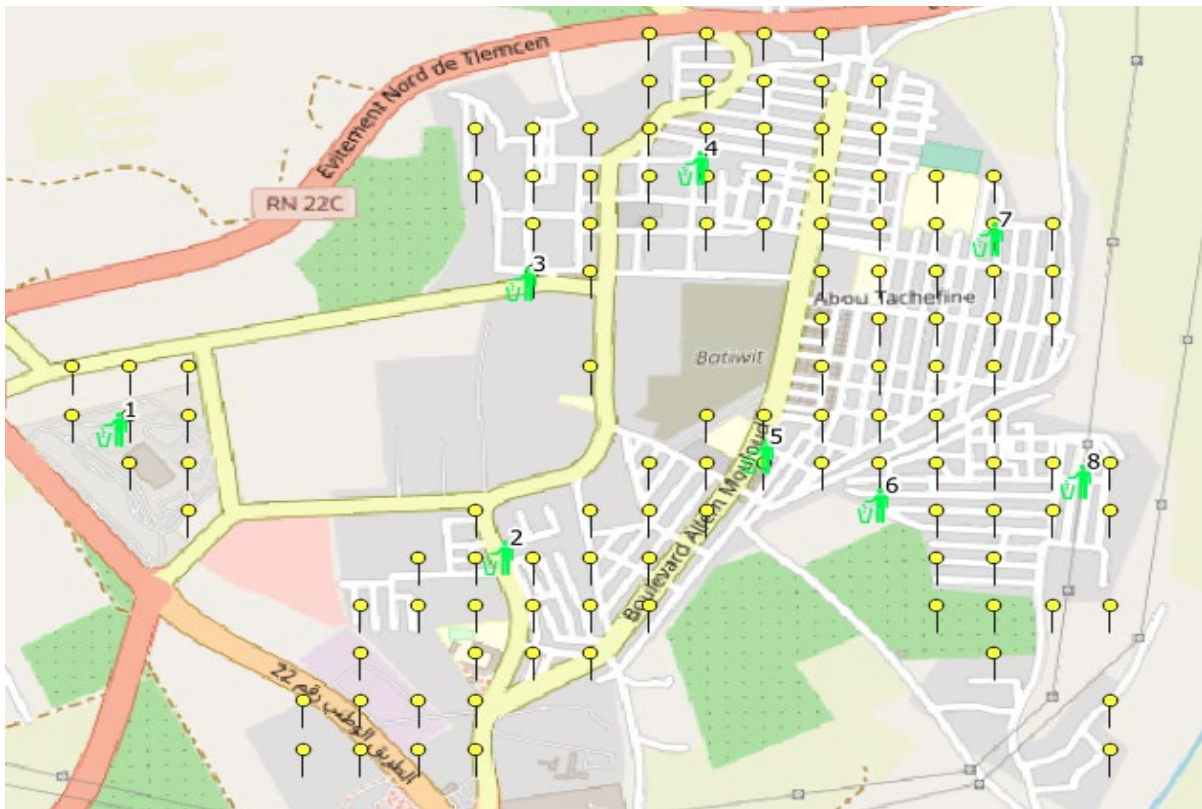 Evitement Nord de Tlemcen
4
RN 22C
7
3
Abou Tachefine
Batiwit
1
5
8
6
Boulevard Allem Mouloud
2
الطريق الوطني رقم 22